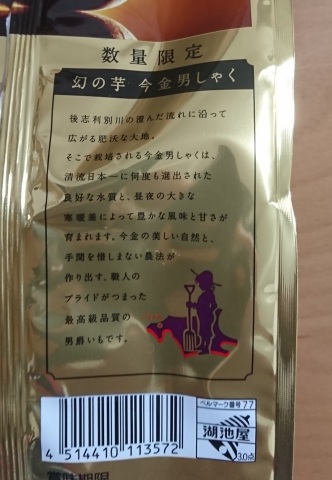 数量限定
幻の芋 今金男しゃく
後志利別川の澄んだ流れに沿って
広がる肥沃な大地。
そこで栽培される今金男しゃくは、
清流日本一に何度も選出された
良好な水質と、昼夜の大きな
寒暖差によって豊かな風味と甘さが
育まれます。今金の美しい自然と、
手間を惜しまない農法が
作り出す、職人の
プライドがつまった
最高級品質の
男爵いもです。
ベルマーク番号77
湖池屋
3.0点
4 514410 113572
賞味期限